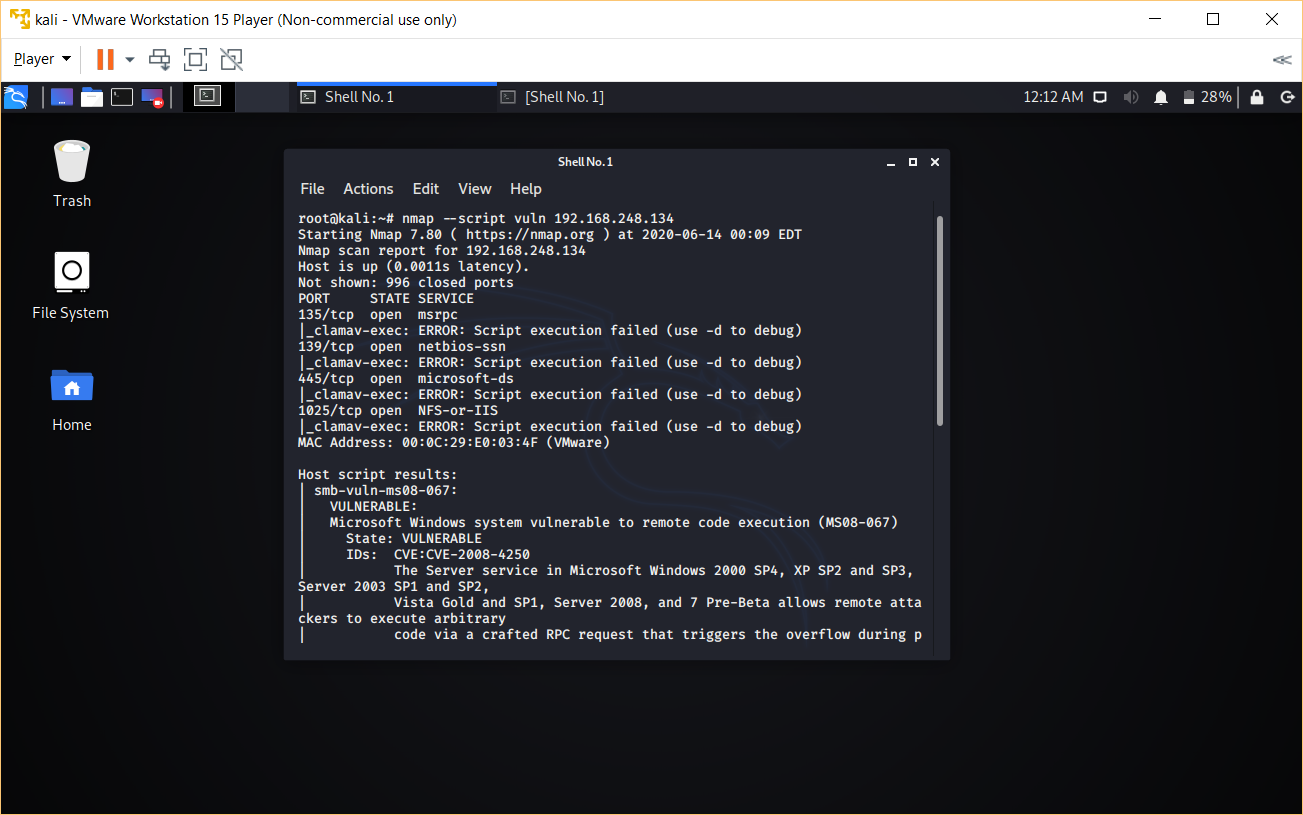 kali - VMware Workstation 15 Player (Non-commercial use only)
Player
Shell No. 1
[Shell No. 1]
12:12 AM
28%
Trash
File System
Home
Shell No. 1
File Actions Edit View Help
root@kali:~# nmap --script vuln 192.168.248.134
Starting Nmap 7.80 ( https://nmap.org ) at 2020-06-14 00:09 EDT
Nmap scan report for 192.168.248.134
Host is up (0.0011s latency).
Not shown: 996 closed ports
PORT     STATE SERVICE
135/tcp  open  msrpc
|_clamav-exec: ERROR: Script execution failed (use -d to debug)
139/tcp  open  netbios-ssn
|_clamav-exec: ERROR: Script execution failed (use -d to debug)
445/tcp  open  microsoft-ds
|_clamav-exec: ERROR: Script execution failed (use -d to debug)
1025/tcp open  NFS-or-IIS
|_clamav-exec: ERROR: Script execution failed (use -d to debug)
MAC Address: 00:0C:29:E0:03:4F (VMware)

Host script results:
| smb-vuln-ms08-067:
|   VULNERABLE:
|   Microsoft Windows system vulnerable to remote code execution (MS08-067)
|     State: VULNERABLE
|     IDs:  CVE:CVE-2008-4250
|           The Server service in Microsoft Windows 2000 SP4, XP SP2 and SP3,
Server 2003 SP1 and SP2,
|           Vista Gold and SP1, Server 2008, and 7 Pre-Beta allows remote atta
ckers to execute arbitrary
|           code via a crafted RPC request that triggers the overflow during p